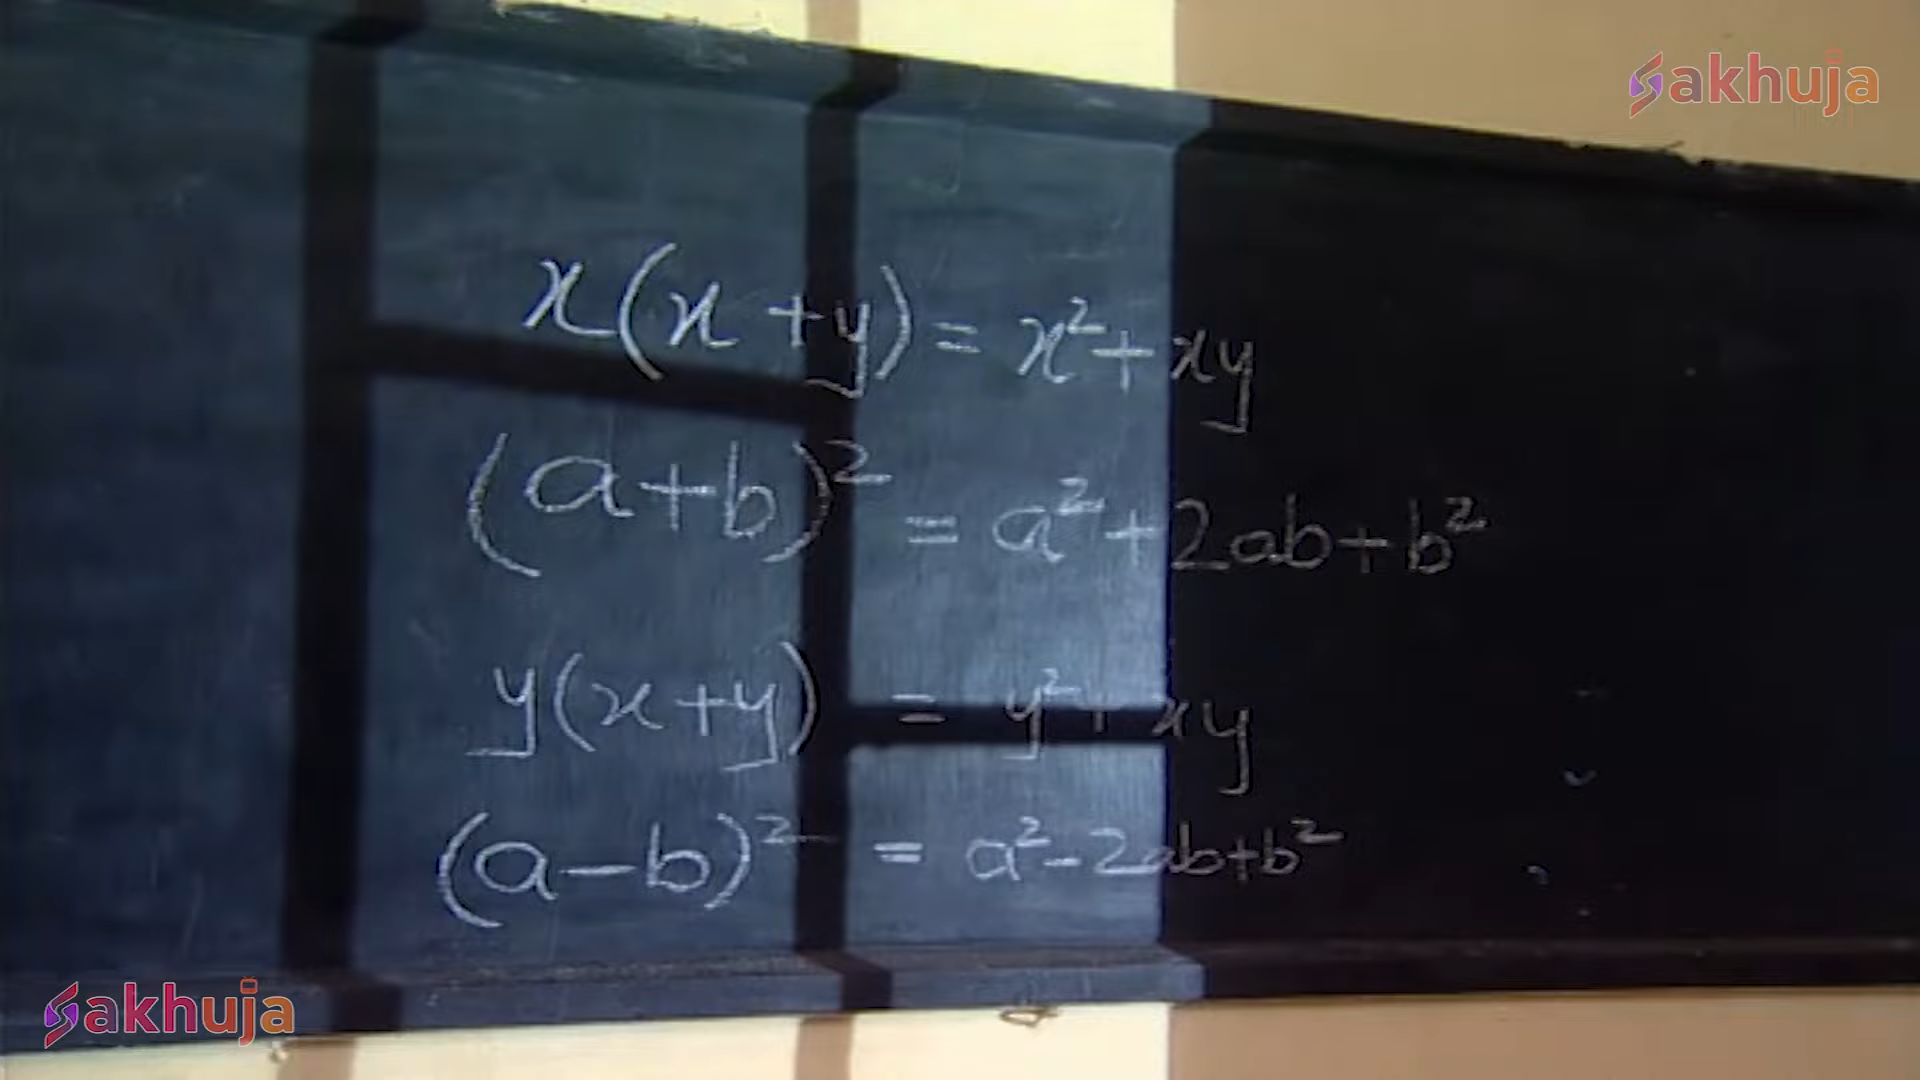 Sakhuja
x(x+y)=x²+xy
(a+b)²=a²+2ab+b²
y(x+y)=y²+xy
(a-b)²=a²-2ab+b²
Sakhuja